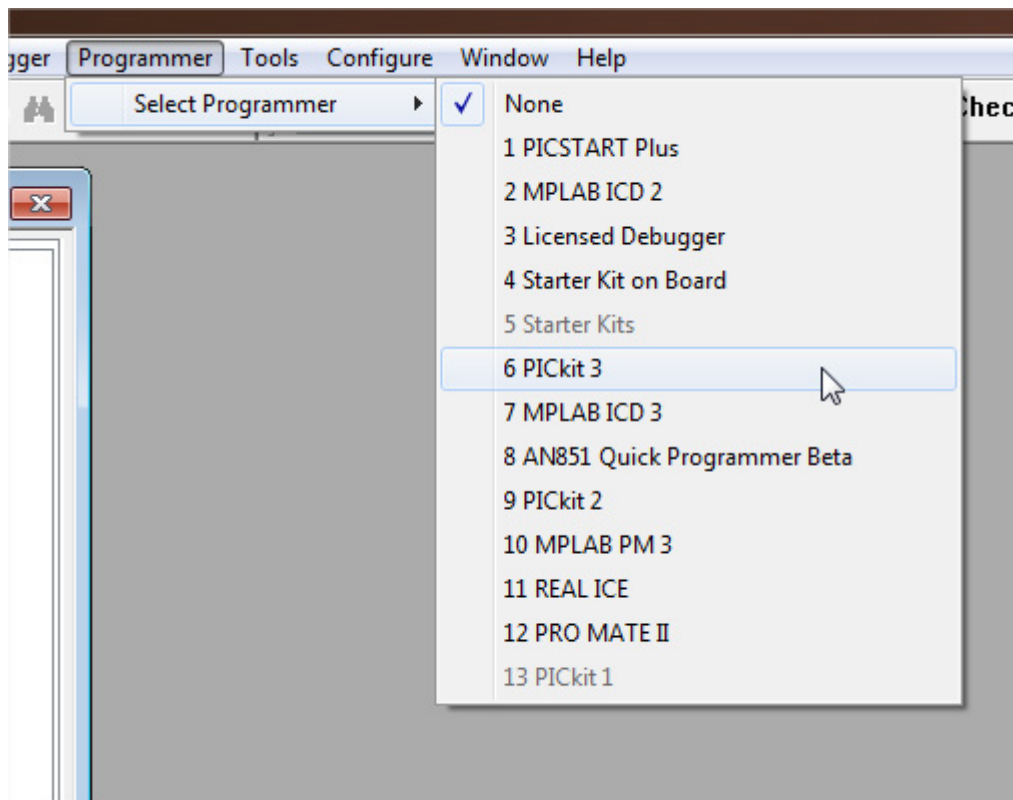 gger Programmer Tools Configure Window Help
Select Programmer
None
Chec
1 PICSTART Plus
2 MPLAB ICD 2
3 Licensed Debugger
4 Starter Kit on Board
5 Starter Kits
6 PICkit 3
7 MPLAB ICD 3
8 AN851 Quick Programmer Beta
9 PICkit 2
10 MPLAB PM 3
11 REAL ICE
12 PRO MATE II
13 PICkit 1